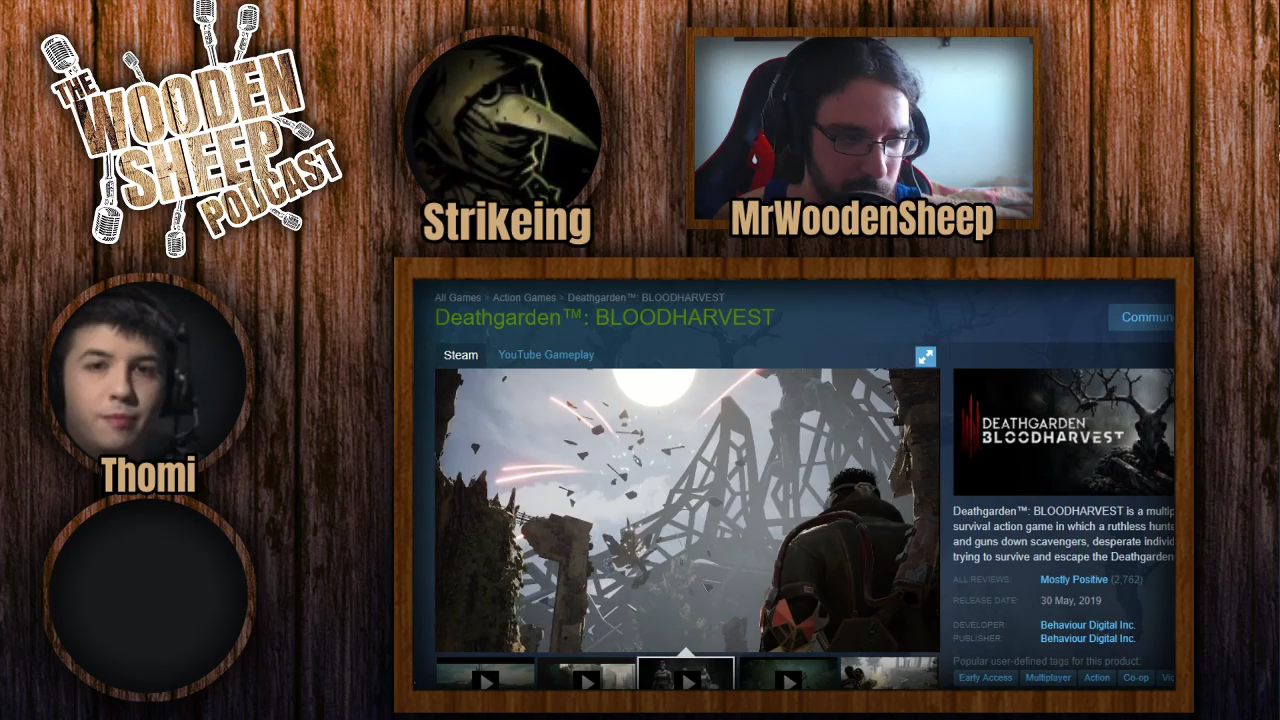 THE
WOODEN
SHEEP
PODCAST
Strikeing
MrWoodenSheep
Thomi
All Games > Action Games > Deathgarden™: BLOODHARVEST
Deathgarden™: BLOODHARVEST
Commun
Steam
YouTube Gameplay
DEATHGARDEN
BLOODHARVEST
Deathgarden™: BLOODHARVEST is a multip
survival action game in which a ruthless hunte
and guns down scavengers, desperate individ
trying to survive and escape the Deathgarden
ALL REVIEWS: Mostly Positive (2,762)
RELEASE DATE: 30 May, 2019
DEVELOPER: Behaviour Digital Inc.
PUBLISHER: Behaviour Digital Inc.
Popular user-defined tags for this product:
Early Access Multiplayer Action Co-op Vio